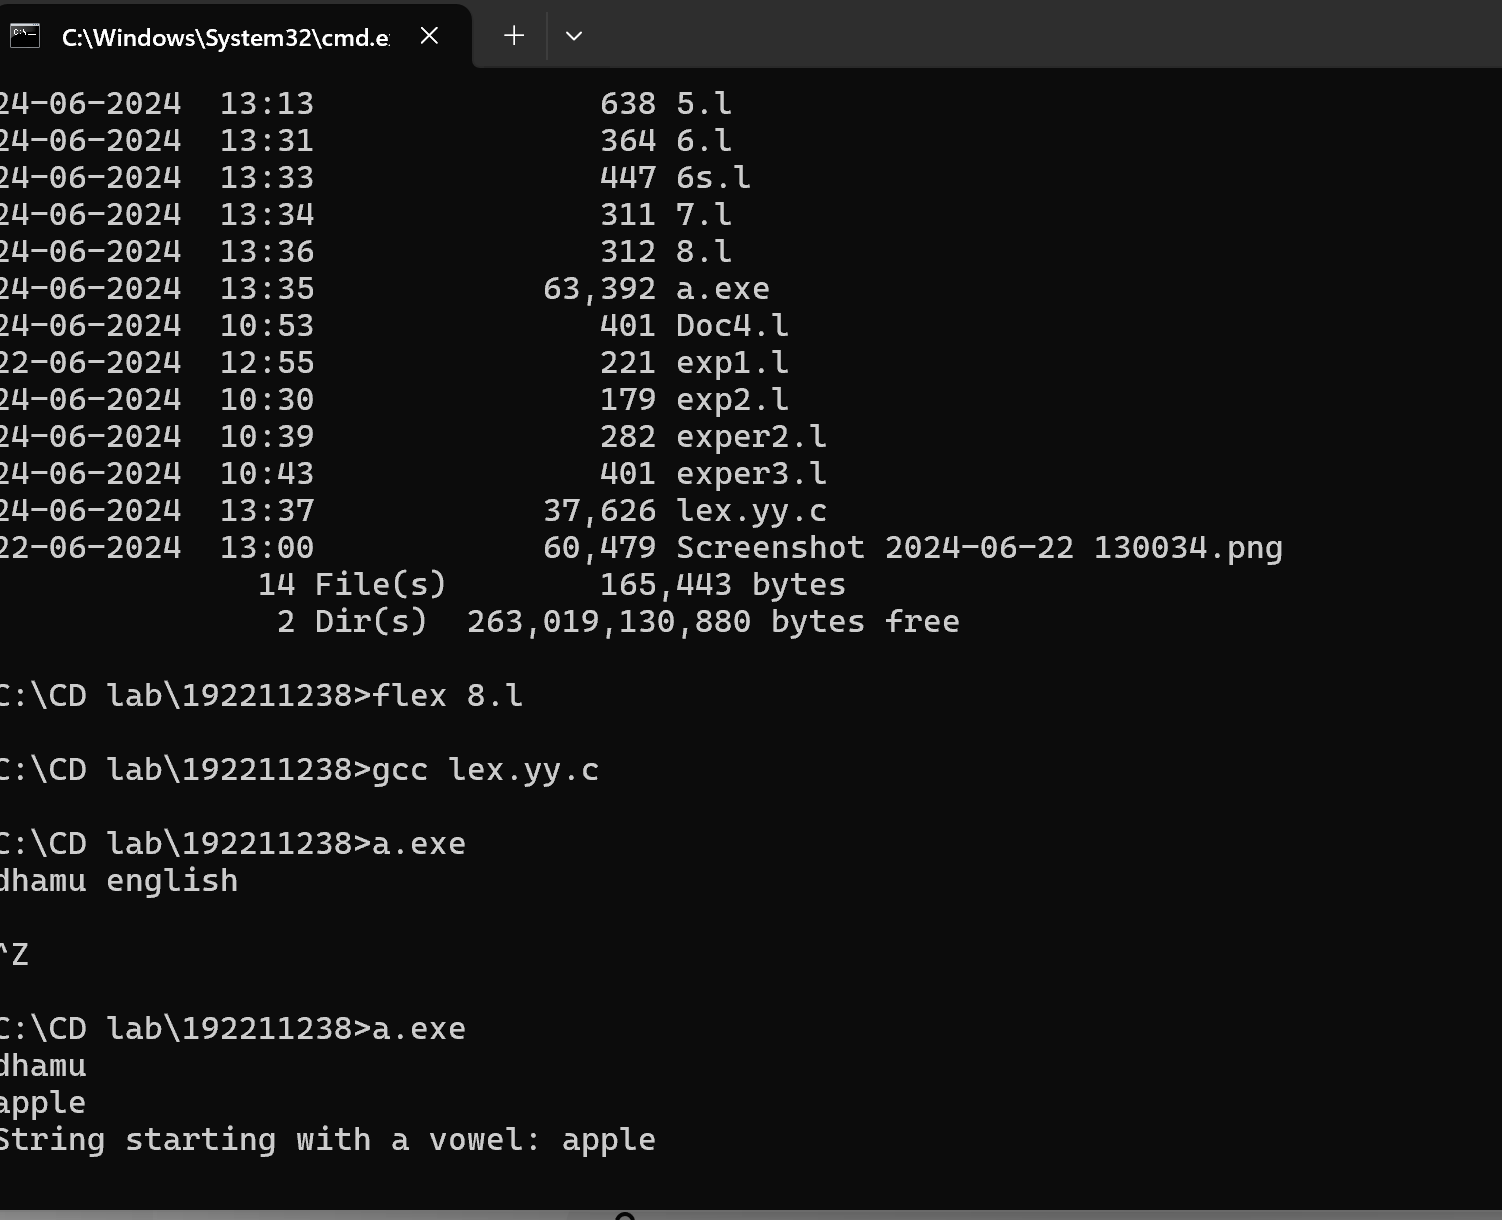 C:\Windows\System32\cmd.e
24-06-2024  13:13               638 5.l
24-06-2024  13:31               364 6.l
24-06-2024  13:33               447 6s.l
24-06-2024  13:34               311 7.l
24-06-2024  13:36               312 8.l
24-06-2024  13:35            63,392 a.exe
24-06-2024  10:53               401 Doc4.l
22-06-2024  12:55               221 exp1.l
24-06-2024  10:30               179 exp2.l
24-06-2024  10:39               282 exper2.l
24-06-2024  10:43               401 exper3.l
24-06-2024  13:37            37,626 lex.yy.c
22-06-2024  13:00            60,479 Screenshot 2024-06-22 130034.png
14 File(s)        165,443 bytes
2 Dir(s)  263,019,130,880 bytes free
C:\CD lab\192211238>flex 8.l
C:\CD lab\192211238>gcc lex.yy.c
C:\CD lab\192211238>a.exe
dhamu english
^Z
C:\CD lab\192211238>a.exe
dhamu
apple
String starting with a vowel: apple